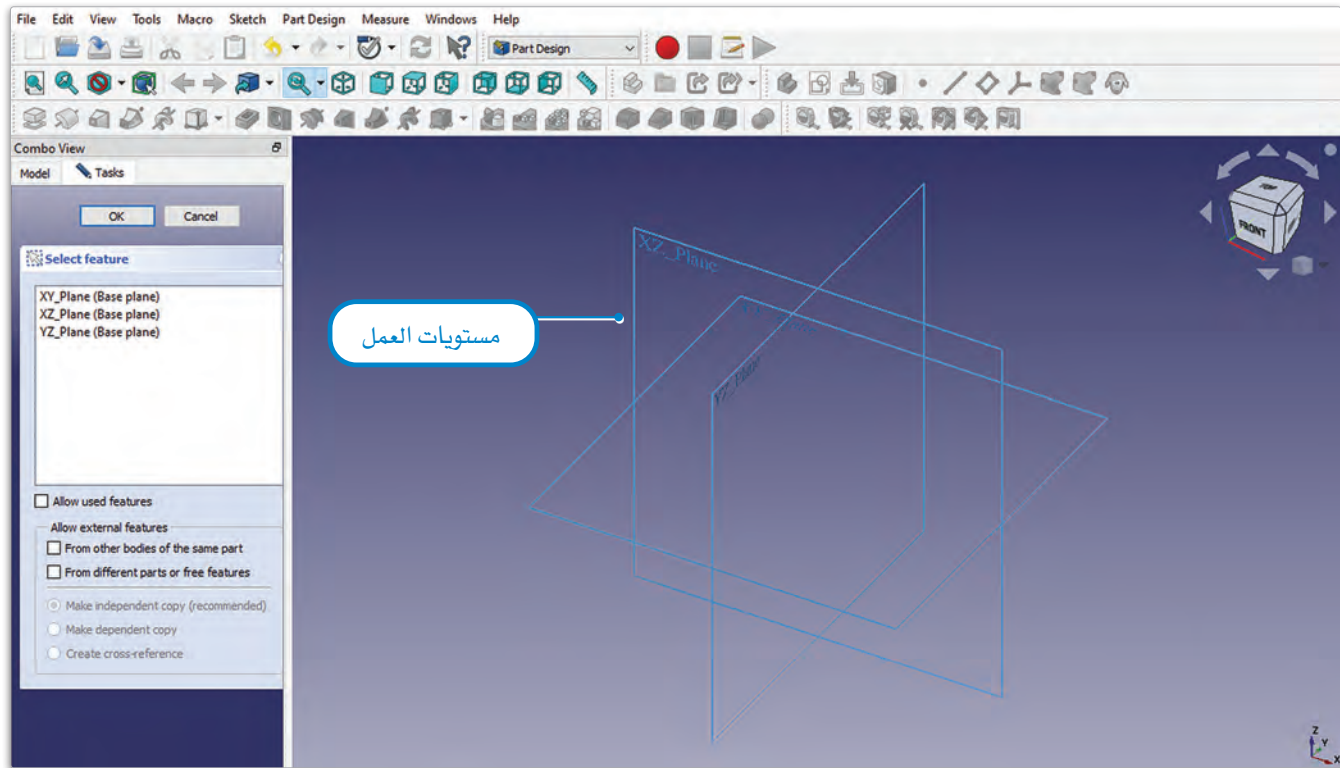 File Edit View Tools Macro Sketch Part Design Measure Windows Help
Part Design
Combo View
Model Tasks
OK Cancel
Select feature
XY_Plane (Base plane)
XZ_Plane (Base plane)
YZ_Plane (Base plane)
Allow used features
Allow external features
From other bodies of the same part
From different parts or free features
Make independent copy (recommended)
Make dependent copy
Create cross-reference
مستويات العمل
XZ_Plane
XY_Plane
YZ_Plane
FRONT
Z
Y
X